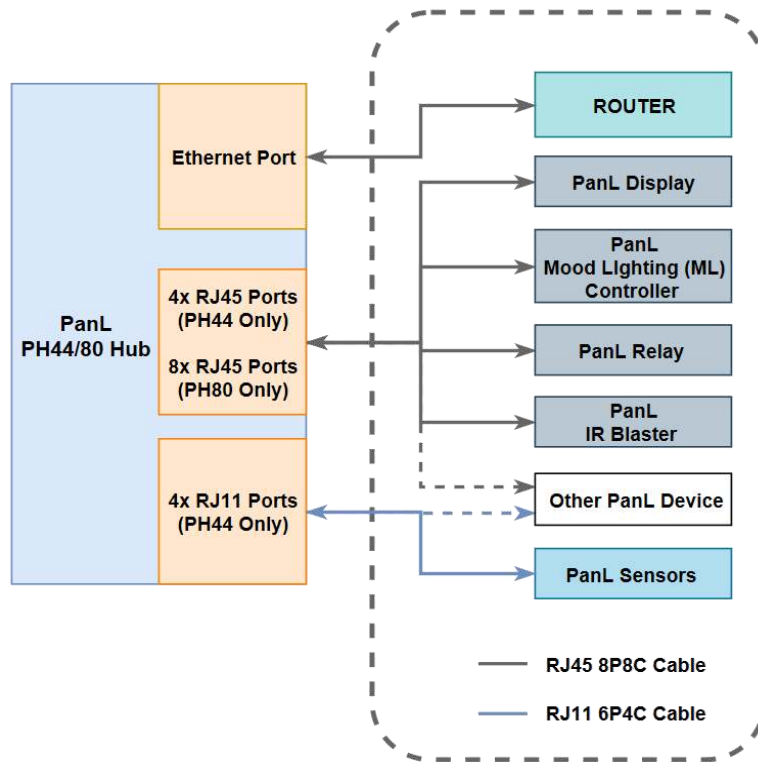 PanL
PH44/80 Hub
Ethernet Port
4x RJ45 Ports
(PH44 Only)
8x RJ45 Ports
(PH80 Only)
4x RJ11 Ports
(PH44 Only)
ROUTER
PanL Display
PanL
Mood LIghting (ML)
Controller
PanL Relay
PanL
IR Blaster
Other PanL Device
PanL Sensors
RJ45 8P8C Cable
RJ11 6P4C Cable